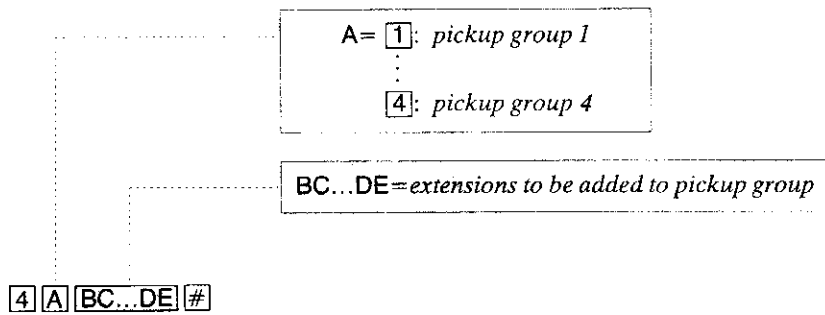 A= 1: pickup group 1
⋮
4: pickup group 4
BC...DE=extensions to be added to pickup group
4 A BC...DE #